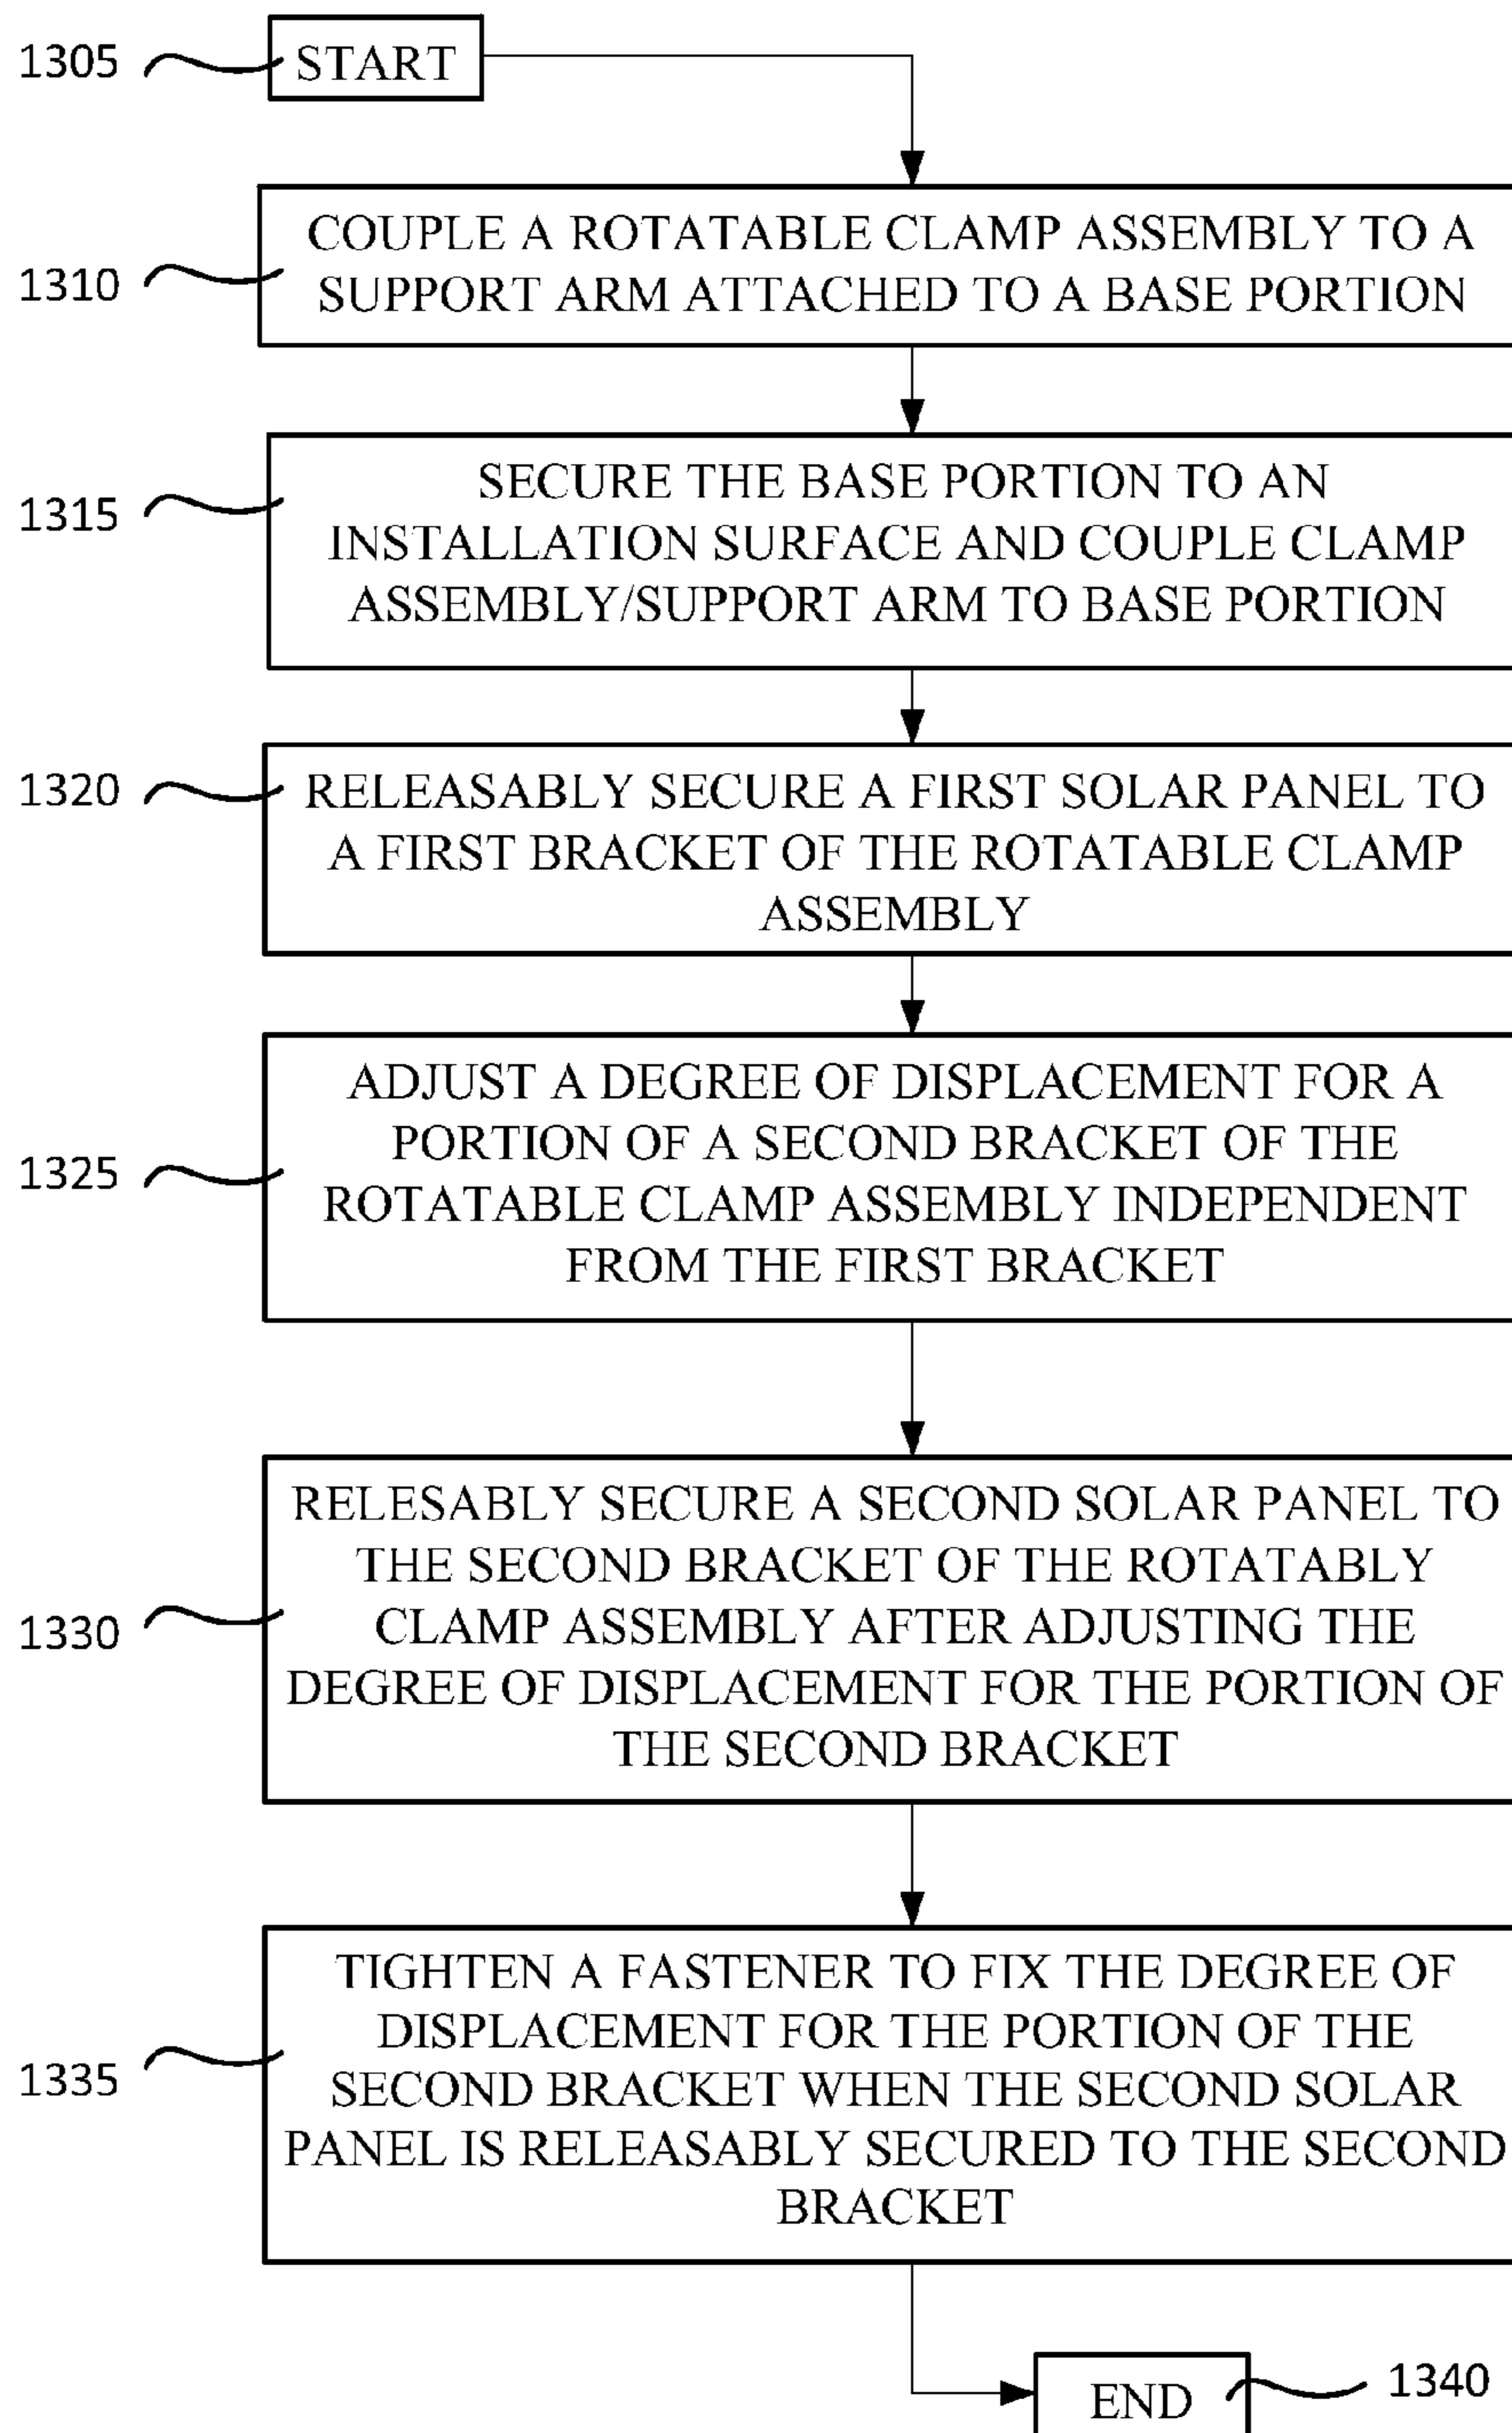 1305
START
1310
COUPLE A ROTATABLE CLAMP ASSEMBLY TO A
SUPPORT ARM ATTACHED TO A BASE PORTION
1315
SECURE THE BASE PORTION TO AN
INSTALLATION SURFACE AND COUPLE CLAMP
ASSEMBLY/SUPPORT ARM TO BASE PORTION
1320
RELEASABLY SECURE A FIRST SOLAR PANEL TO
A FIRST BRACKET OF THE ROTATABLE CLAMP
ASSEMBLY
1325
ADJUST A DEGREE OF DISPLACEMENT FOR A
PORTION OF A SECOND BRACKET OF THE
ROTATABLE CLAMP ASSEMBLY INDEPENDENT
FROM THE FIRST BRACKET
1330
RELESABLY SECURE A SECOND SOLAR PANEL TO
THE SECOND BRACKET OF THE ROTATABLY
CLAMP ASSEMBLY AFTER ADJUSTING THE
DEGREE OF DISPLACEMENT FOR THE PORTION OF
THE SECOND BRACKET
1335
TIGHTEN A FASTENER TO FIX THE DEGREE OF
DISPLACEMENT FOR THE PORTION OF THE
SECOND BRACKET WHEN THE SECOND SOLAR
PANEL IS RELEASABLY SECURED TO THE SECOND
BRACKET
END
1340